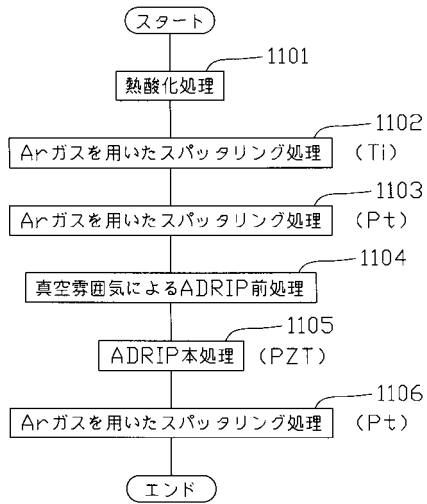 スタート
1101
熱酸化処理
1102
Arガスを用いたスパッタリング処理 (Ti)
1103
Arガスを用いたスパッタリング処理 (Pt)
1104
真空雰囲気によるADRIP前処理
1105
ADRIP本処理 (PZT)
1106
Arガスを用いたスパッタリング処理 (Pt)
エンド